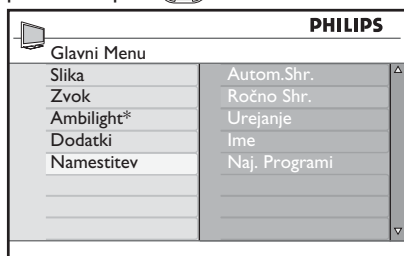 PHILIPS
Glavni Menu
Slika
Zvok
Ambilight*
Dodatki
Namestitev
Autom.Shr.
Ročno Shr.
Urejanje
Ime
Naj. Programi